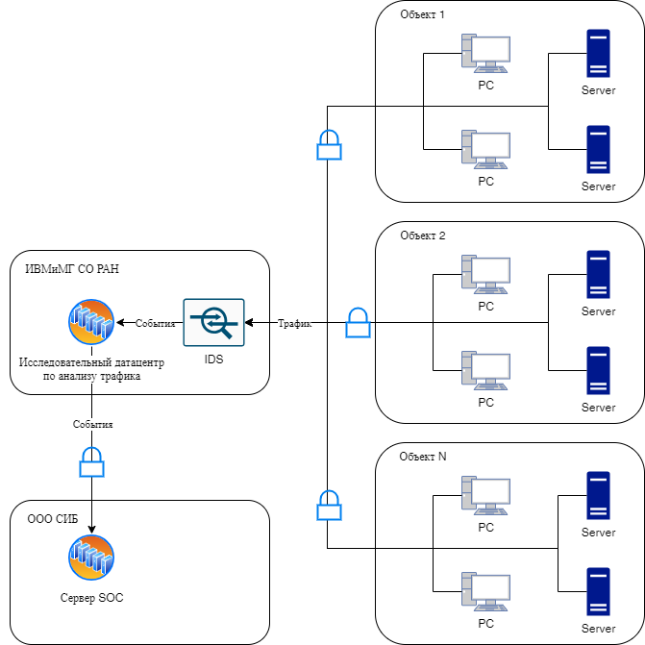 Объект 1
PC
Server
PC
Server
Объект 2
PC
Server
PC
Server
Объект N
PC
Server
PC
Server
ИВМиМГ СО РАН
События
Трафик
IDS
Исследовательный датацентр
по анализу трафика
События
ООО СИБ
Сервер SOC